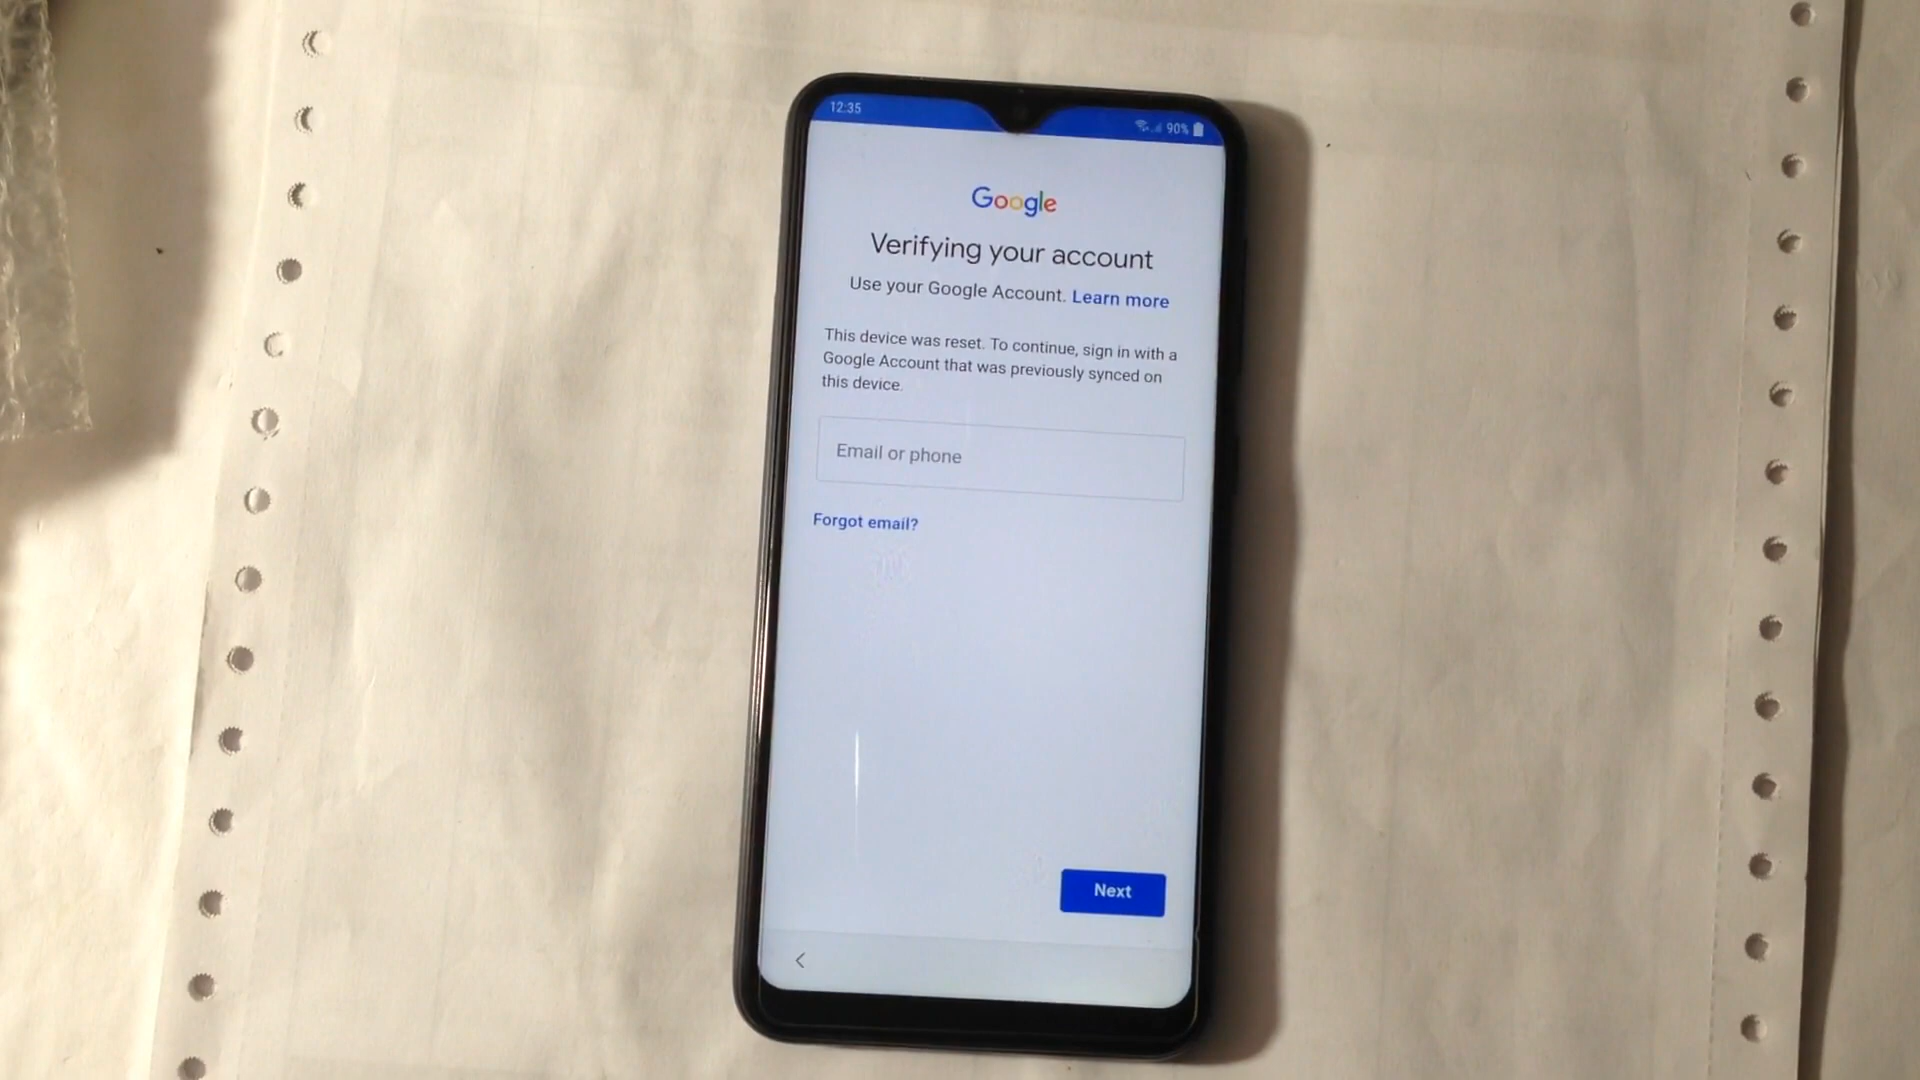 12:35
90%
Google
Verifying your account
Use your Google Account. Learn more
This device was reset. To continue, sign in with a
Google Account that was previously synced on
this device.
Email or phone
Forgot email?
Next